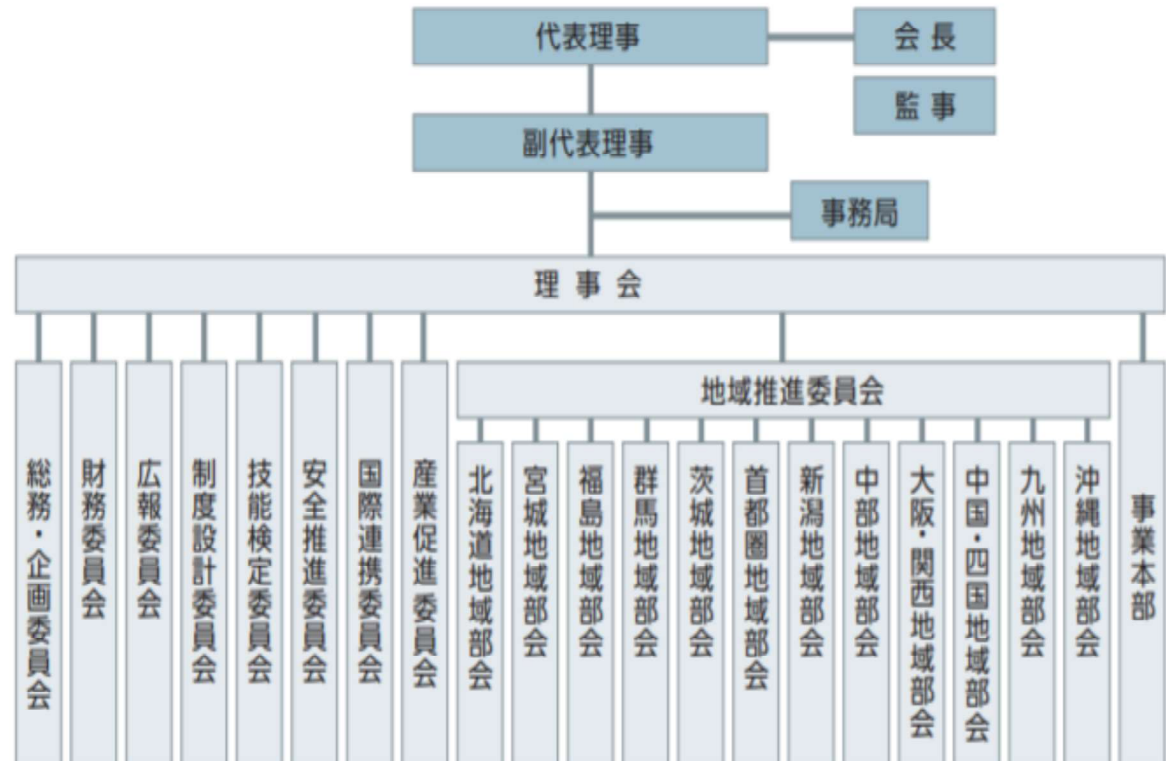 代表理事
会長
監事
副代表理事
事務局
理事会
総務・企画委員会
財務委員会
広報委員会
制度設計委員会
技能検定委員会
安全推進委員会
国際連携委員会
産業促進委員会
地域推進委員会
北海道地域部会
宮城地域部会
福島地域部会
群馬地域部会
茨城地域部会
首都圏地域部会
新潟地域部会
中部地域部会
大阪・関西地域部会
中国・四国地域部会
九州地域部会
沖縄地域部会
事業本部